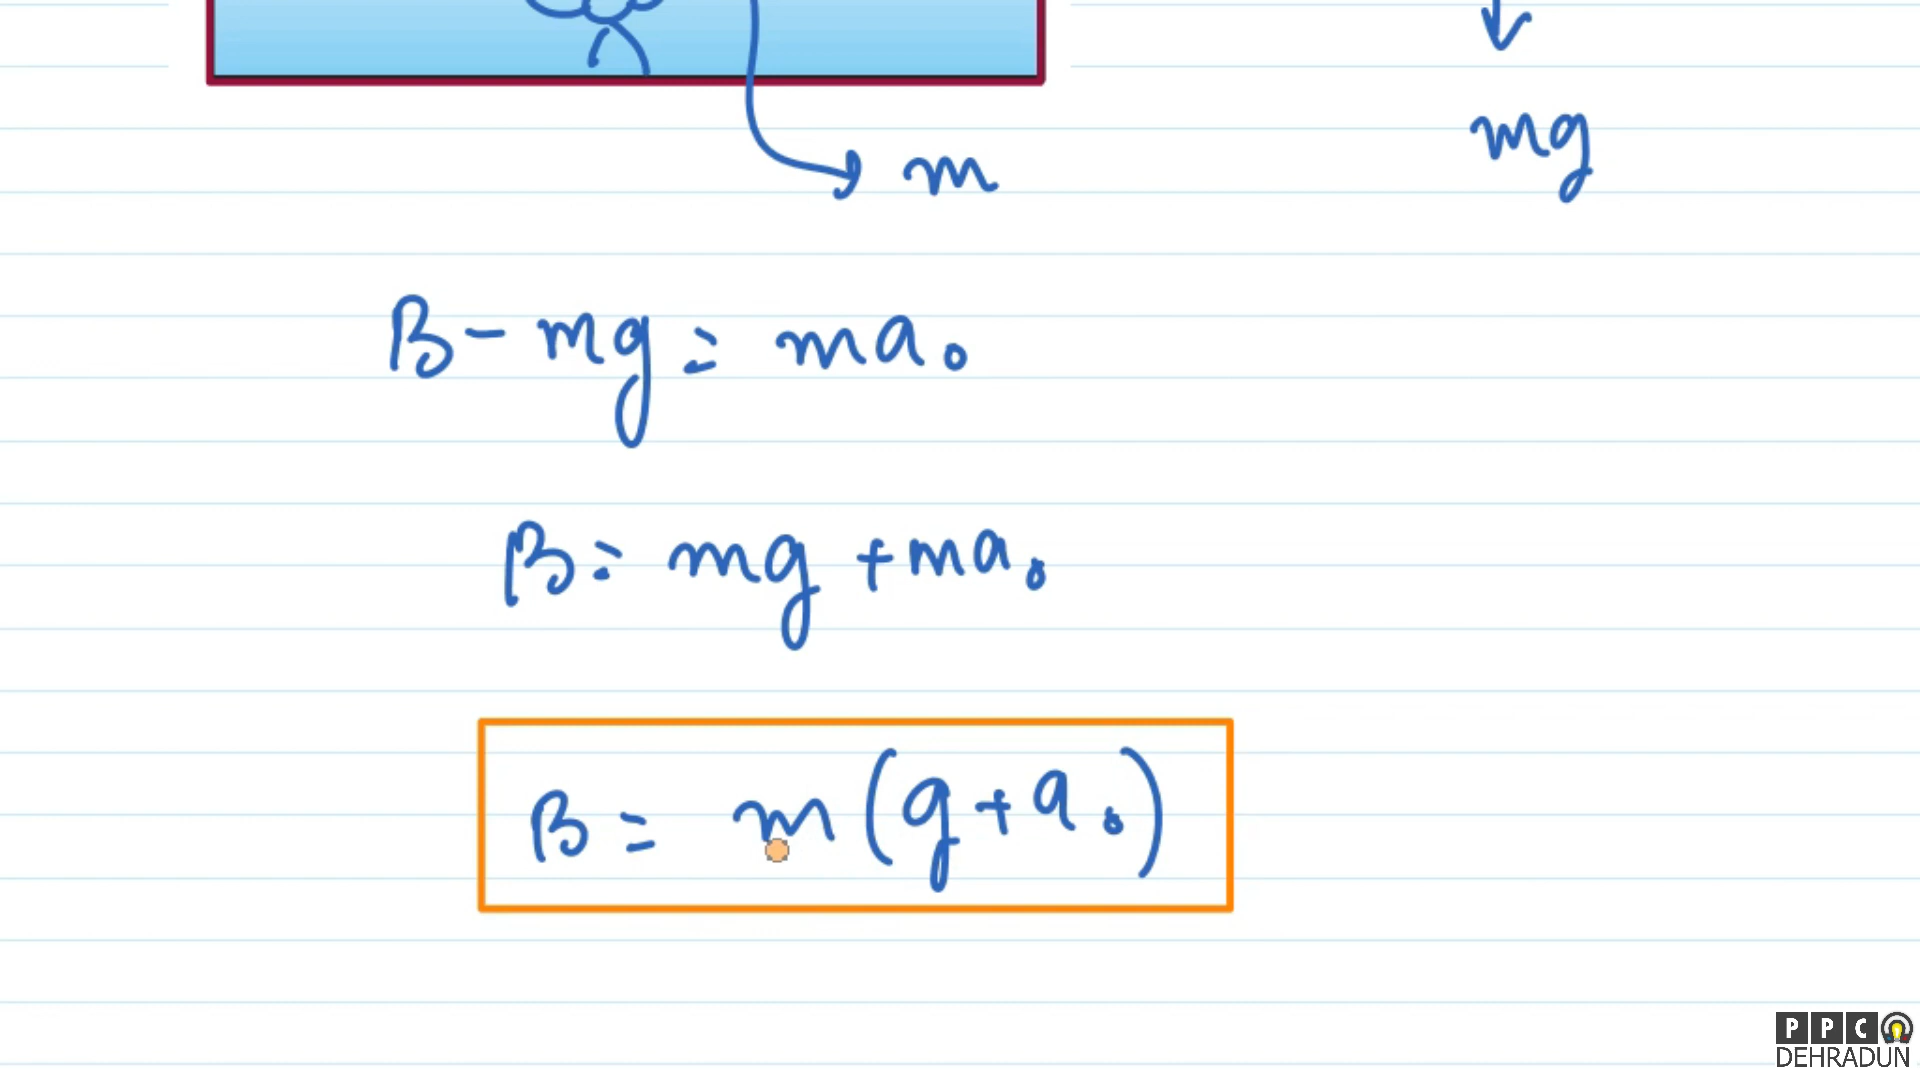 mg
m
B - mg = ma₀
B = mg + ma₀
B = m(g + a₀)
PPC
DEHRADUN